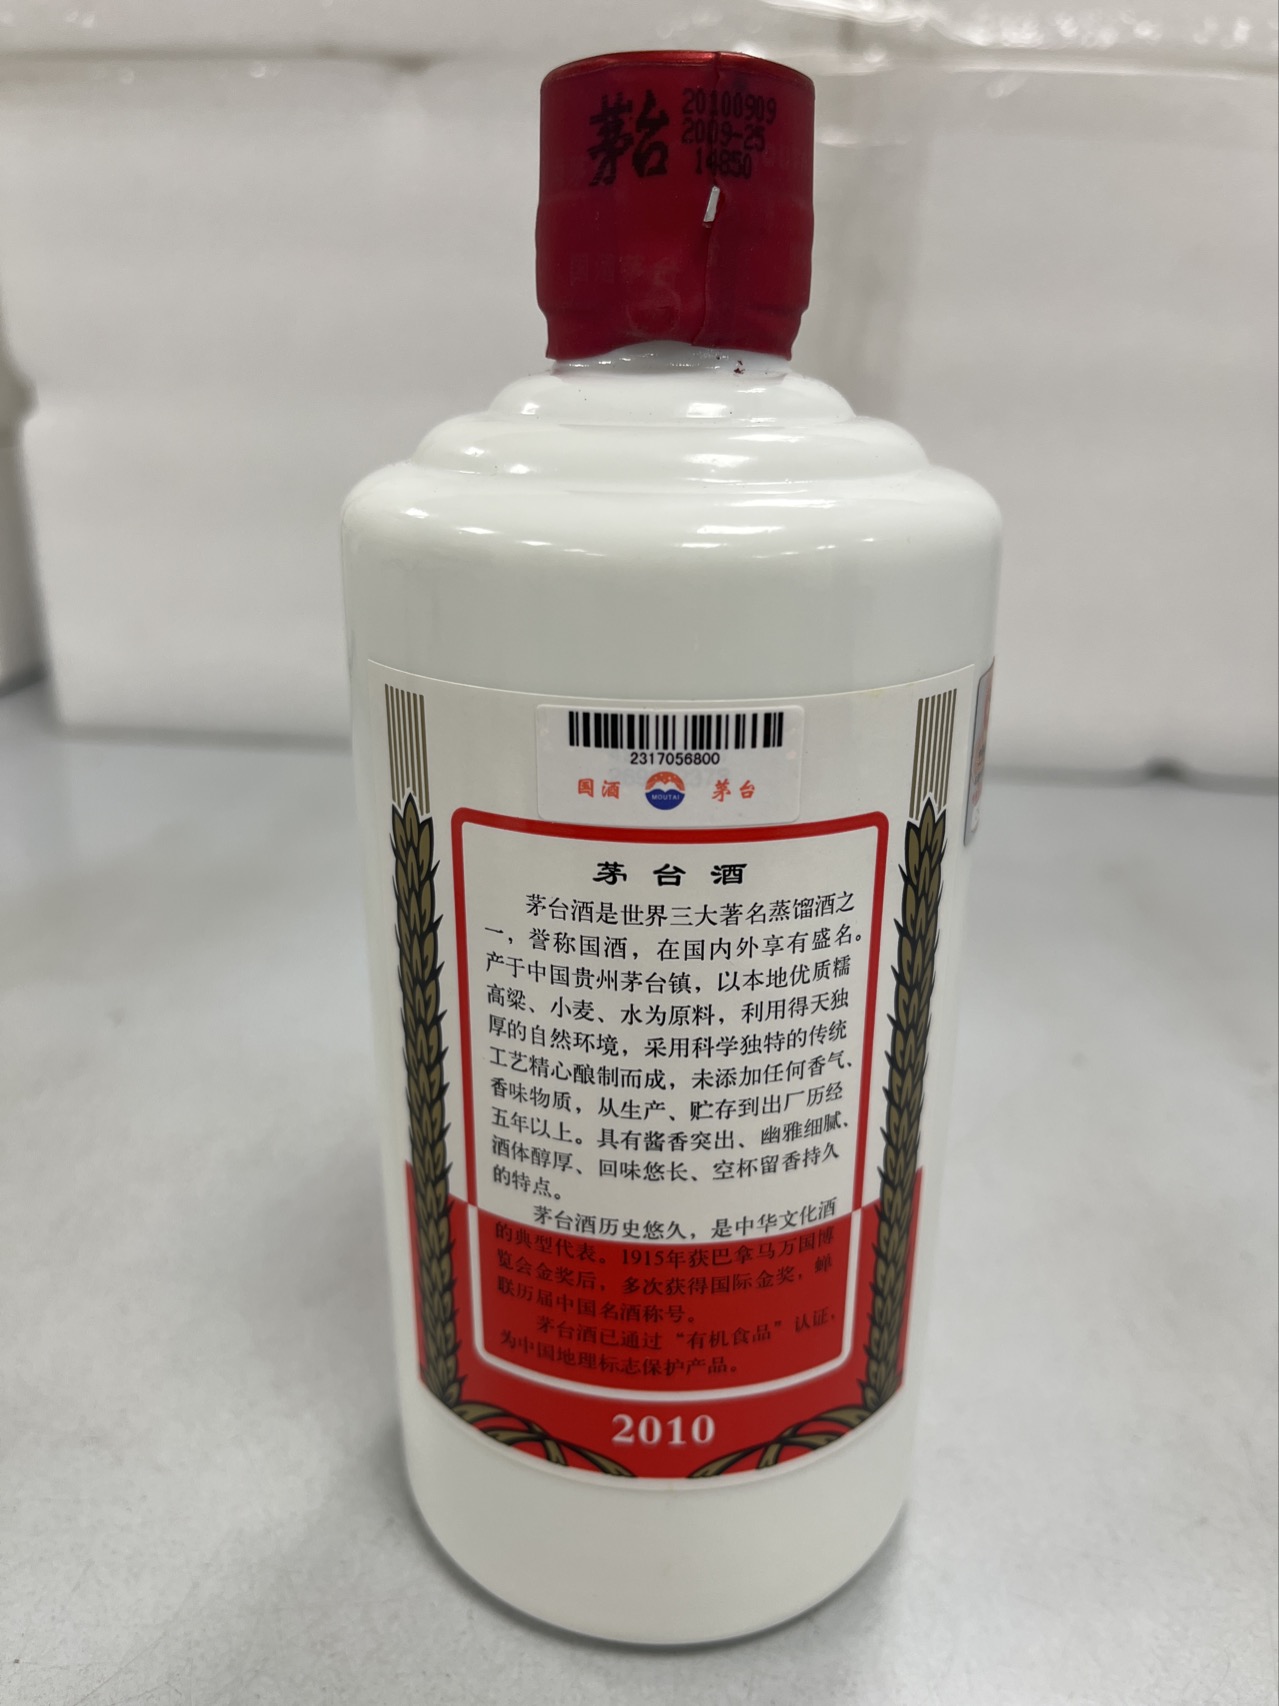 茅台
20100909
2009-25
14850
国酒茅
2317056800
国酒
MOUTAI
茅台
茅台酒
茅台酒是世界三大著名蒸馏酒之
一，誉称国酒，在国内外享有盛名。
产于中国贵州茅台镇，以本地优质糯
高粱、小麦、水为原料，利用得天独
厚的自然环境，采用科学独特的传统
工艺精心酿制而成，未添加任何香气、
香味物质，从生产、贮存到出厂历经
五年以上。具有酱香突出、幽雅细腻、
酒体醇厚、回味悠长、空杯留香持久
的特点。
茅台酒历史悠久，是中华文化酒
的典型代表。1915年获巴拿马万国博
览会金奖后，多次获得国际金奖，蝉
联历届中国名酒称号。
茅台酒已通过“有机食品”认证，
为中国地理标志保护产品。
2010